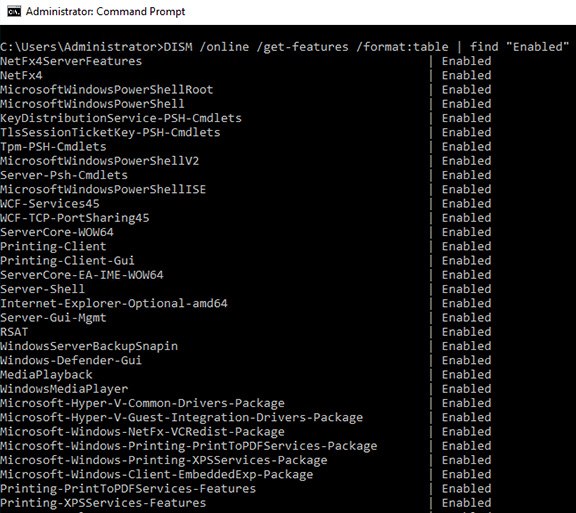 Administrator: Command Prompt
C:\Users\Administrator>DISM /online /get-features /format:table | find "Enabled"
NetFx4ServerFeatures | Enabled
NetFx4 | Enabled
MicrosoftWindowsPowerShellRoot | Enabled
MicrosoftWindowsPowerShell | Enabled
KeyDistributionService-PSH-Cmdlets | Enabled
TlsSessionTicketKey-PSH-Cmdlets | Enabled
Tpm-PSH-Cmdlets | Enabled
MicrosoftWindowsPowerShellV2 | Enabled
Server-Psh-Cmdlets | Enabled
MicrosoftWindowsPowerShellISE | Enabled
WCF-Services45 | Enabled
WCF-TCP-PortSharing45 | Enabled
ServerCore-WOW64 | Enabled
Printing-Client | Enabled
Printing-Client-Gui | Enabled
ServerCore-EA-IME-WOW64 | Enabled
Server-Shell | Enabled
Internet-Explorer-Optional-amd64 | Enabled
Server-Gui-Mgmt | Enabled
RSAT | Enabled
WindowsServerBackupSnapin | Enabled
Windows-Defender-Gui | Enabled
MediaPlayback | Enabled
WindowsMediaPlayer | Enabled
Microsoft-Hyper-V-Common-Drivers-Package | Enabled
Microsoft-Hyper-V-Guest-Integration-Drivers-Package | Enabled
Microsoft-Windows-NetFx-VCRedist-Package | Enabled
Microsoft-Windows-Printing-PrintToPDFServices-Package | Enabled
Microsoft-Windows-Printing-XPSServices-Package | Enabled
Microsoft-Windows-Client-EmbeddedExp-Package | Enabled
Printing-PrintToPDFServices-Features | Enabled
Printing-XPSServices-Features | Enabled